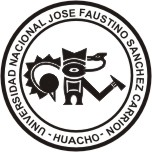 UNIVERSIDAD NACIONAL JOSE FAUSTINO SANCHEZ CARRION
- HUACHO -